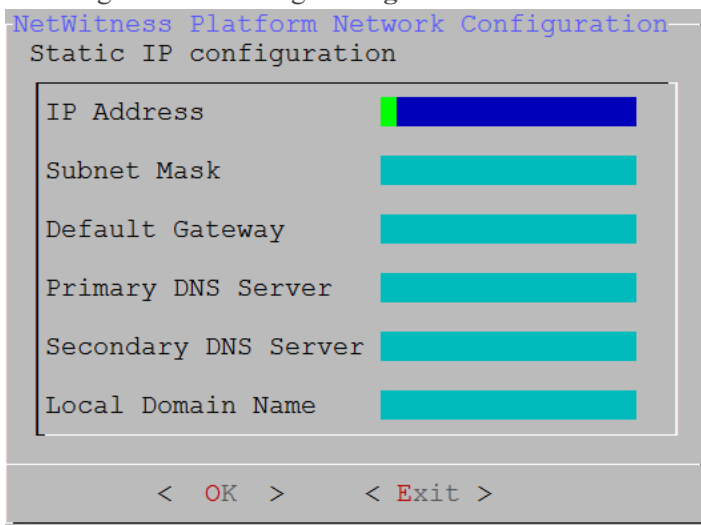 NetWitness Platform Network Configuration
Static IP configuration
IP Address
Subnet Mask
Default Gateway
Primary DNS Server
Secondary DNS Server
Local Domain Name
< OK > < Exit >